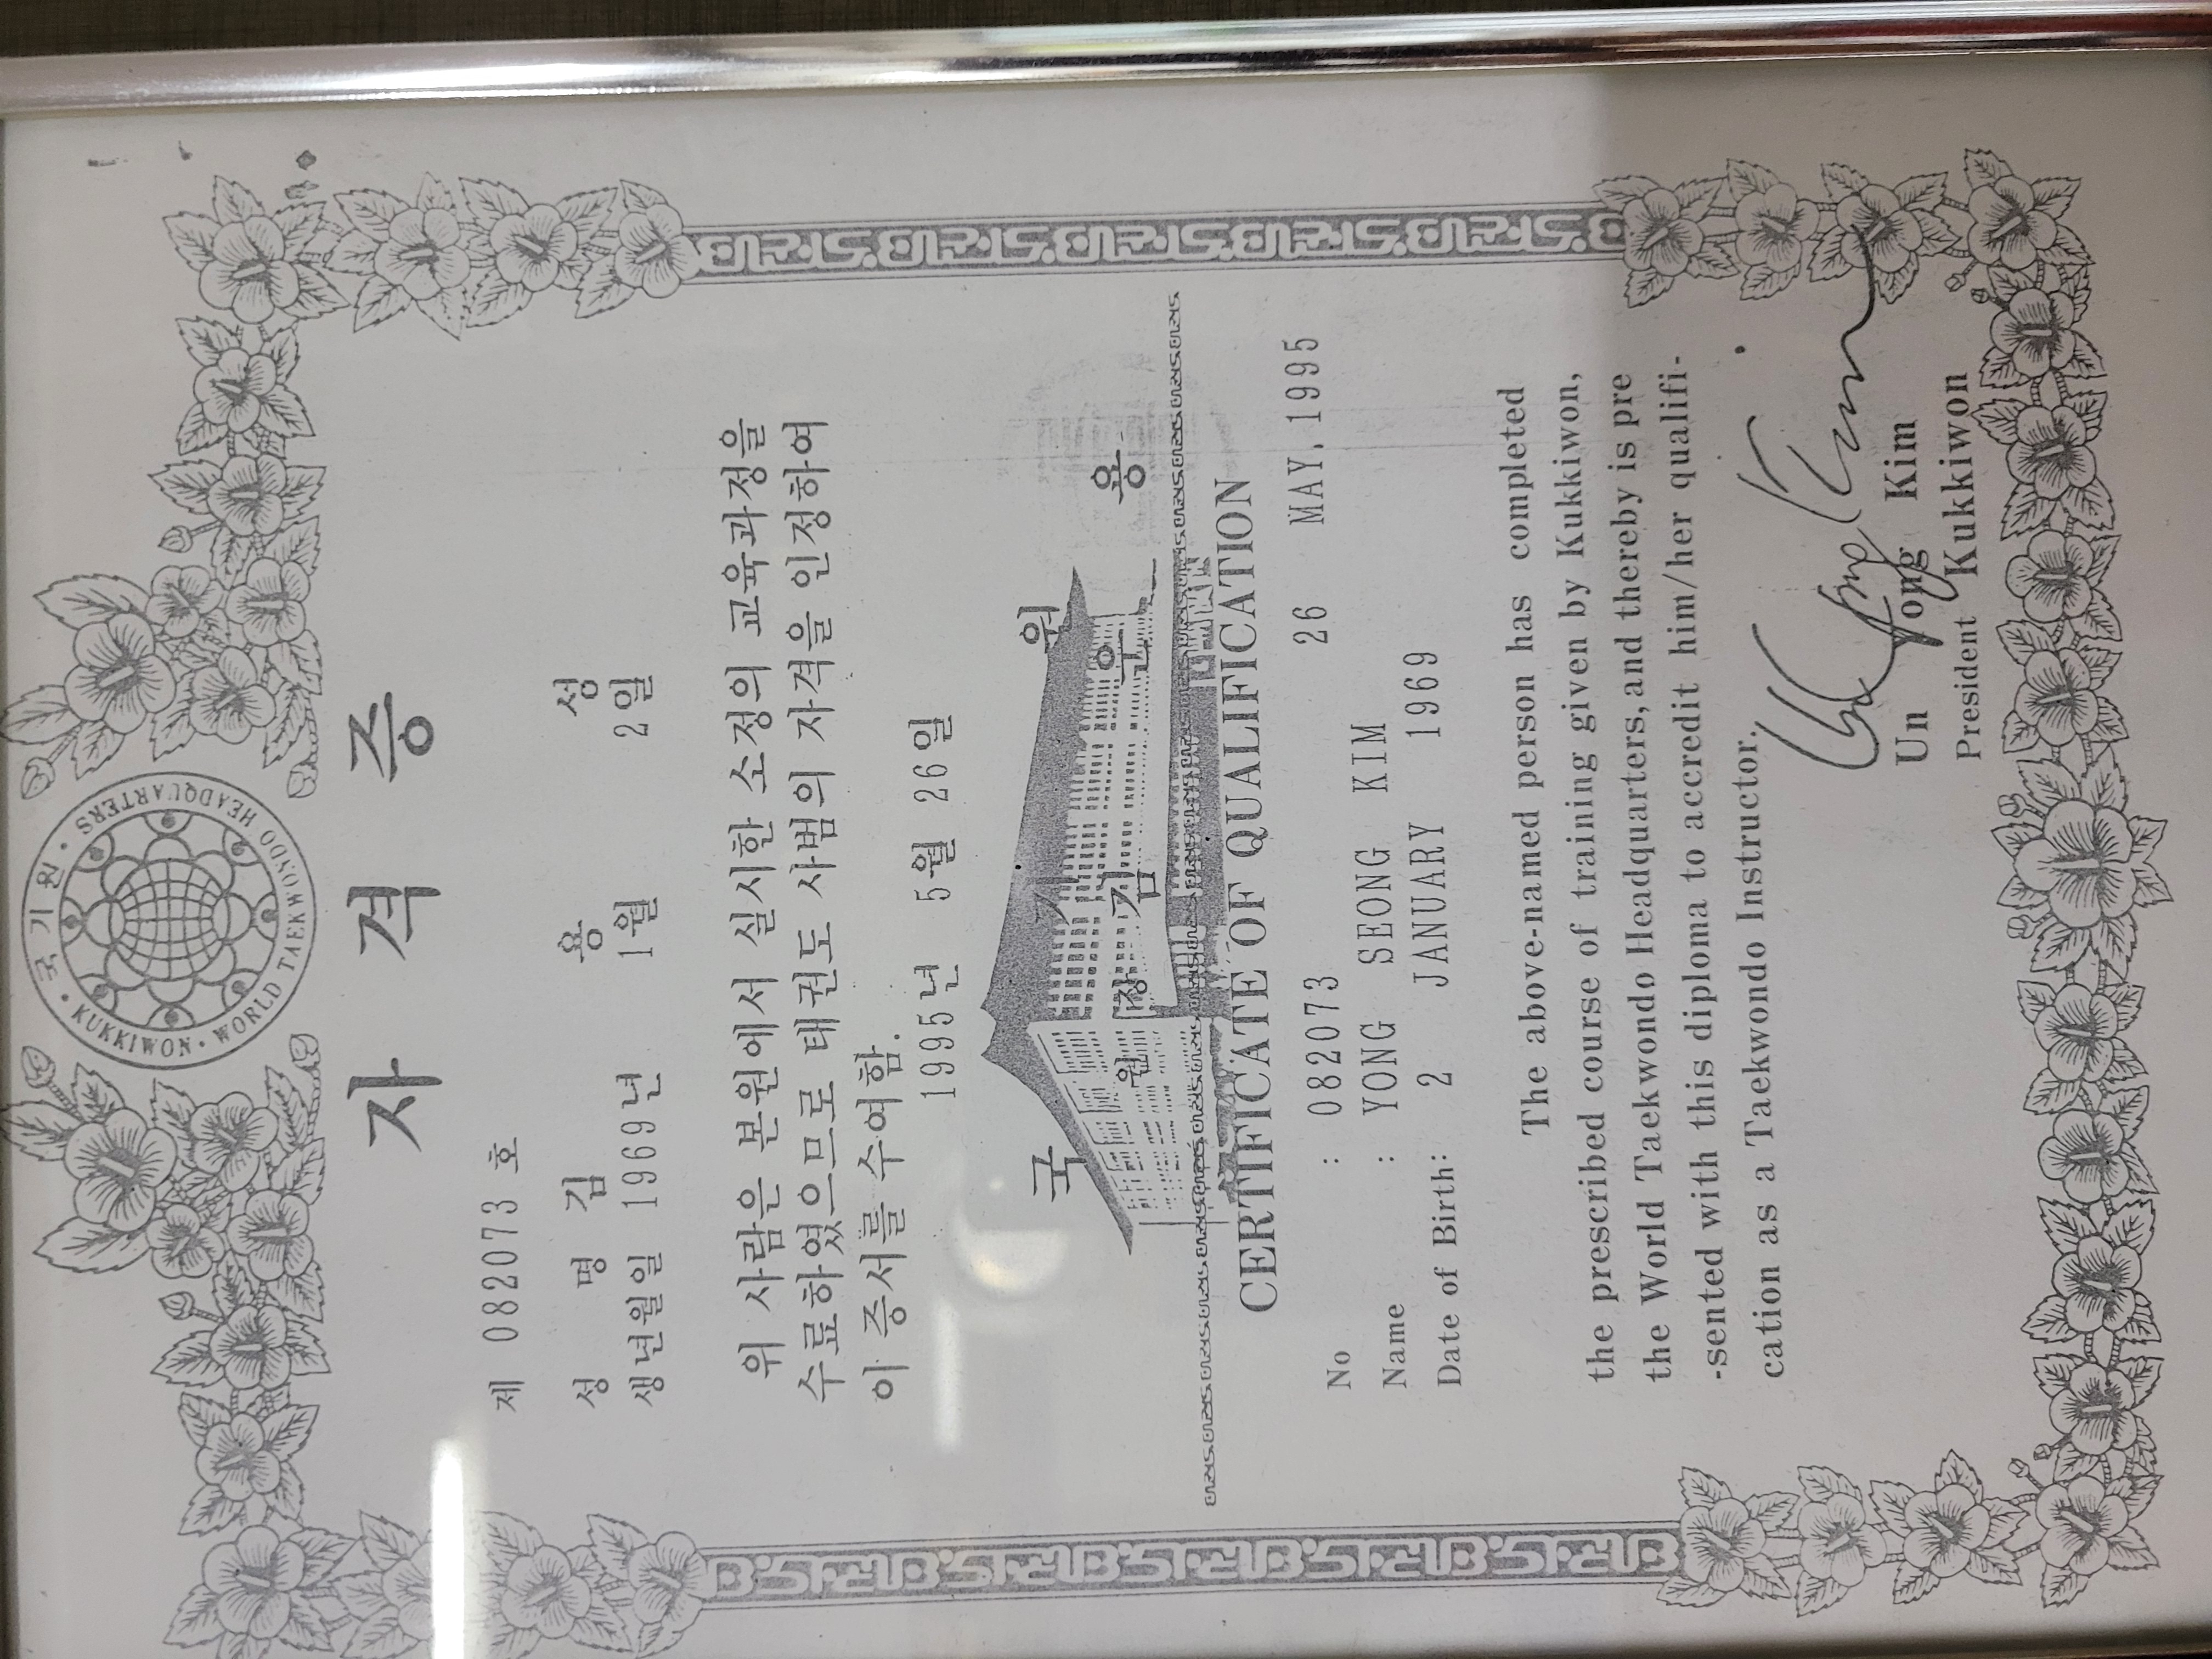 국 기 원 · KUKKIWON · WORLD TAEKWONDO HEADQUARTERS ·
자 격 증
제 082073 호
성 명 김 용 성
생년월일 1969년 1월 2일
위 사람은 본원에서 실시한 소정의 교육과정을
수료하였으므로 태권도 사범의 자격을 인정하여
이 증서를 수여함.
1995년 5월 26일
국 기 원
원장 김 운 용
CERTIFICATE OF QUALIFICATION
No : 082073 26 MAY, 1995
Name : YONG SEONG KIM
Date of Birth: 2 JANUARY 1969
The above-named person has completed
the prescribed course of training given by Kukkiwon,
the World Taekwondo Headquarters, and thereby is pre
-sented with this diploma to accredit him/her qualifi-
cation as a Taekwondo Instructor.
Un Yong Kim
Un Yong Kim
President Kukkiwon